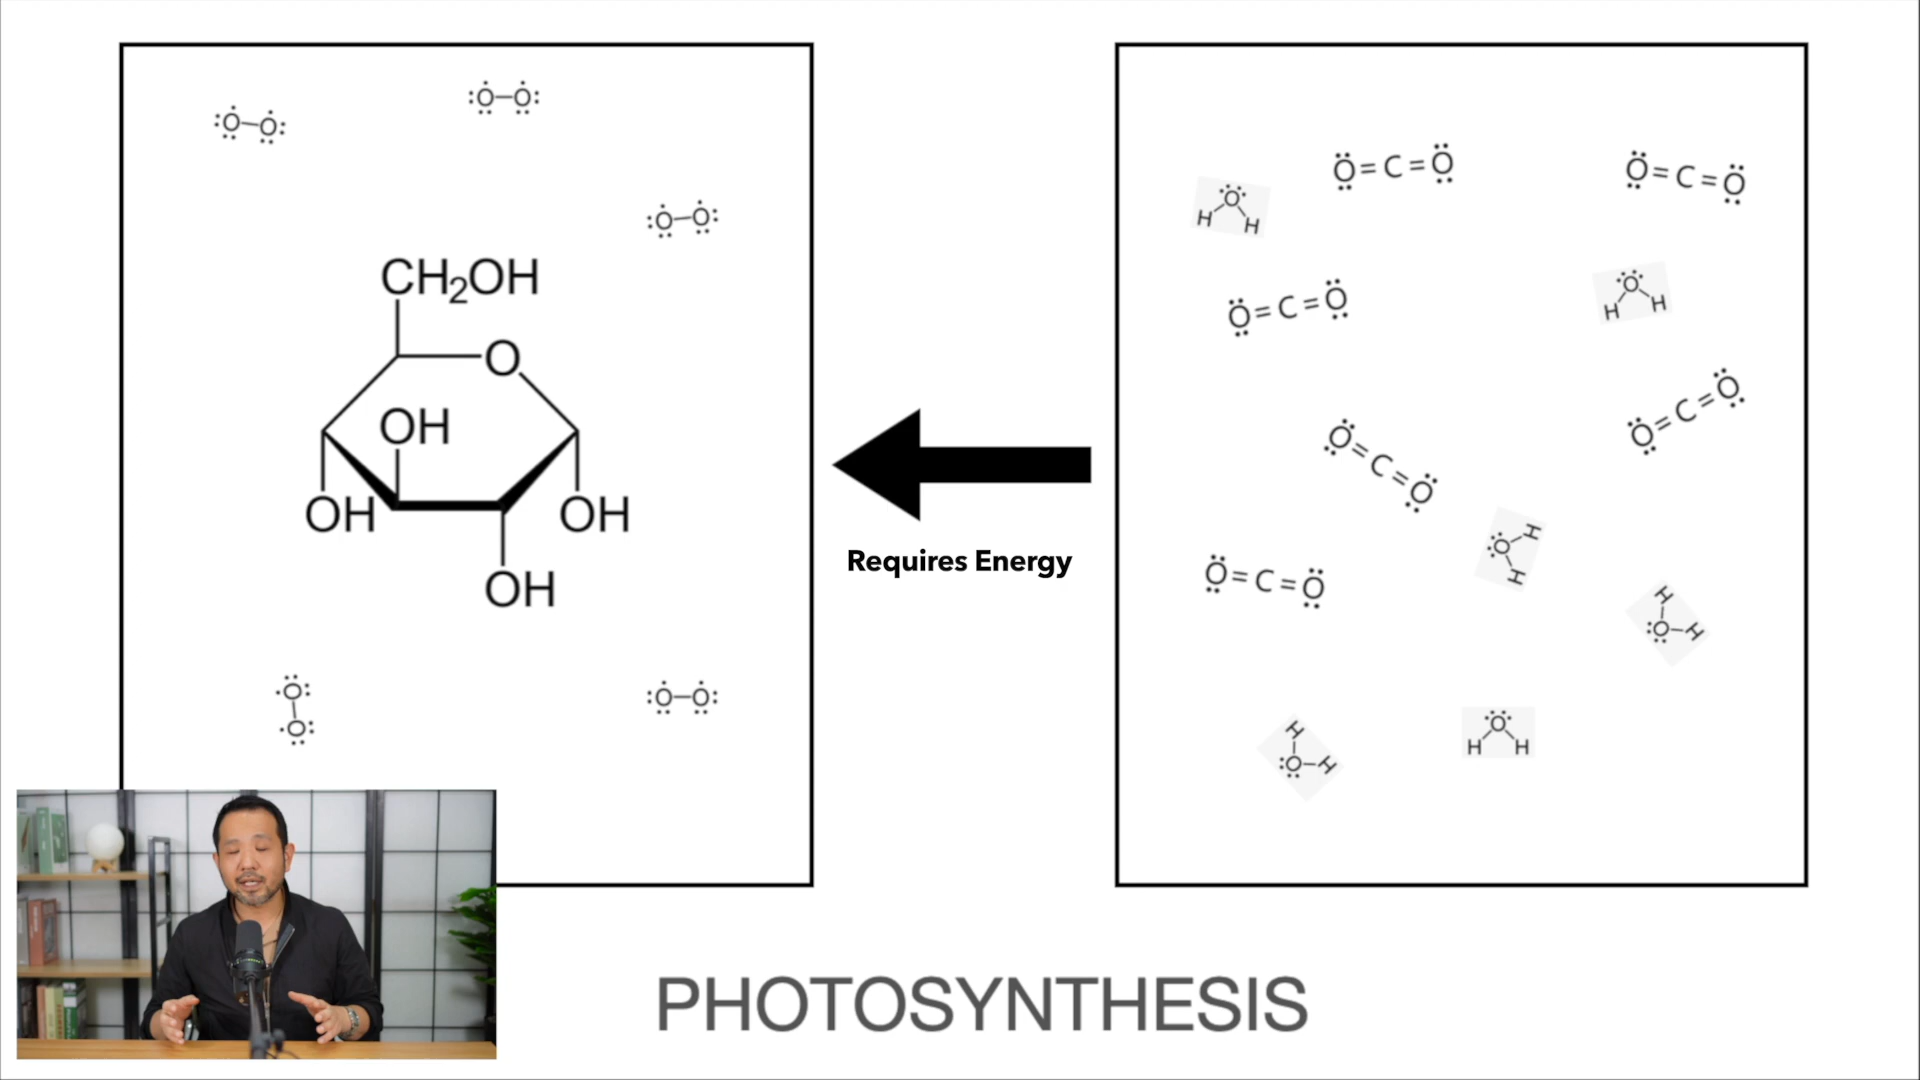 :Ö-Ö:
:Ö-Ö:
:Ö-Ö:
CH₂OH
O
OH
OH
OH
OH
:Ö-Ö:
:Ö-Ö:
Requires Energy
Ö=C=Ö
Ö=C=Ö
H Ö H
Ö=C=Ö
H Ö H
Ö=C=Ö
Ö=C=Ö
H Ö H
Ö=C=Ö
H Ö H
H Ö H
H Ö H
PHOTOSYNTHESIS